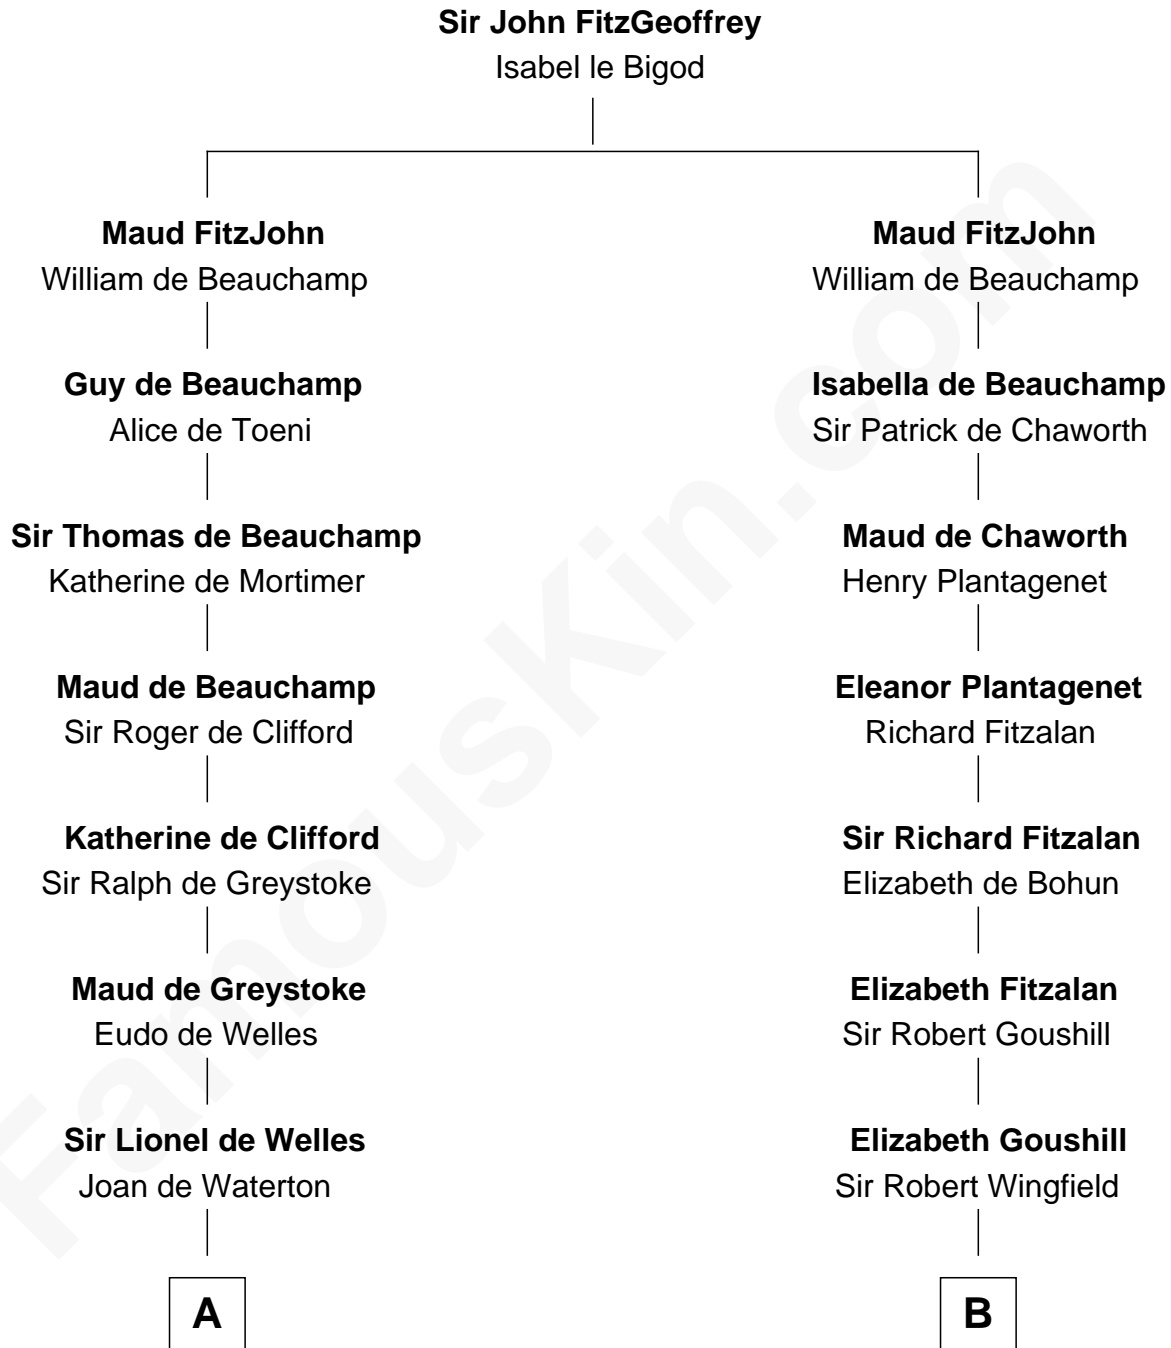 Sir John FitzGeoffrey
Isabel le Bigod
Maud FitzJohn
William de Beauchamp
Guy de Beauchamp
Alice de Toeni
Sir Thomas de Beauchamp
Katherine de Mortimer
Maud de Beauchamp
Sir Roger de Clifford
Katherine de Clifford
Sir Ralph de Greystoke
Maud de Greystoke
Eudo de Welles
Sir Lionel de Welles
Joan de Waterton
A
Maud FitzJohn
William de Beauchamp
Isabella de Beauchamp
Sir Patrick de Chaworth
Maud de Chaworth
Henry Plantagenet
Eleanor Plantagenet
Richard Fitzalan
Sir Richard Fitzalan
Elizabeth de Bohun
Elizabeth Fitzalan
Sir Robert Goushill
Elizabeth Goushill
Sir Robert Wingfield
B
FamousKin.com